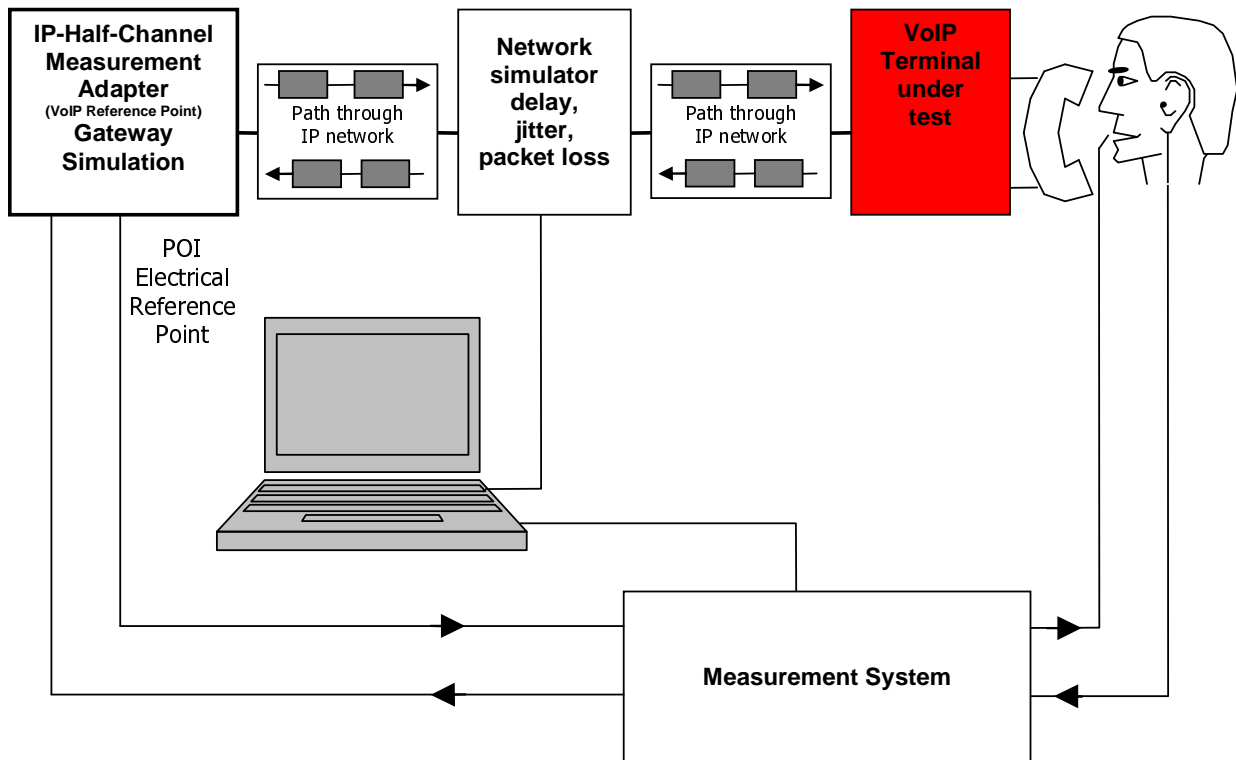 IP-Half-Channel
Measurement
Adapter
(VoIP Reference Point)
Gateway
Simulation
Path through
IP network
Network
simulator
delay,
jitter,
packet loss
Path through
IP network
VoIP
Terminal
under
test
POI
Electrical
Reference
Point
Measurement System